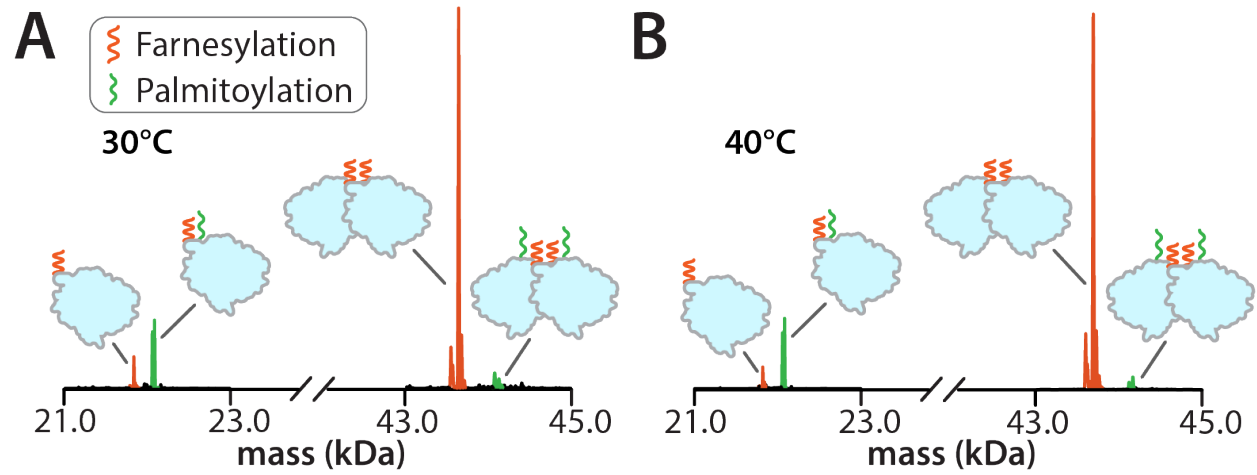 A
Farnesylation
Palmitoylation
30°C
21.0 23.0 43.0 45.0
mass (kDa)
B
40°C
21.0 23.0 43.0 45.0
mass (kDa)